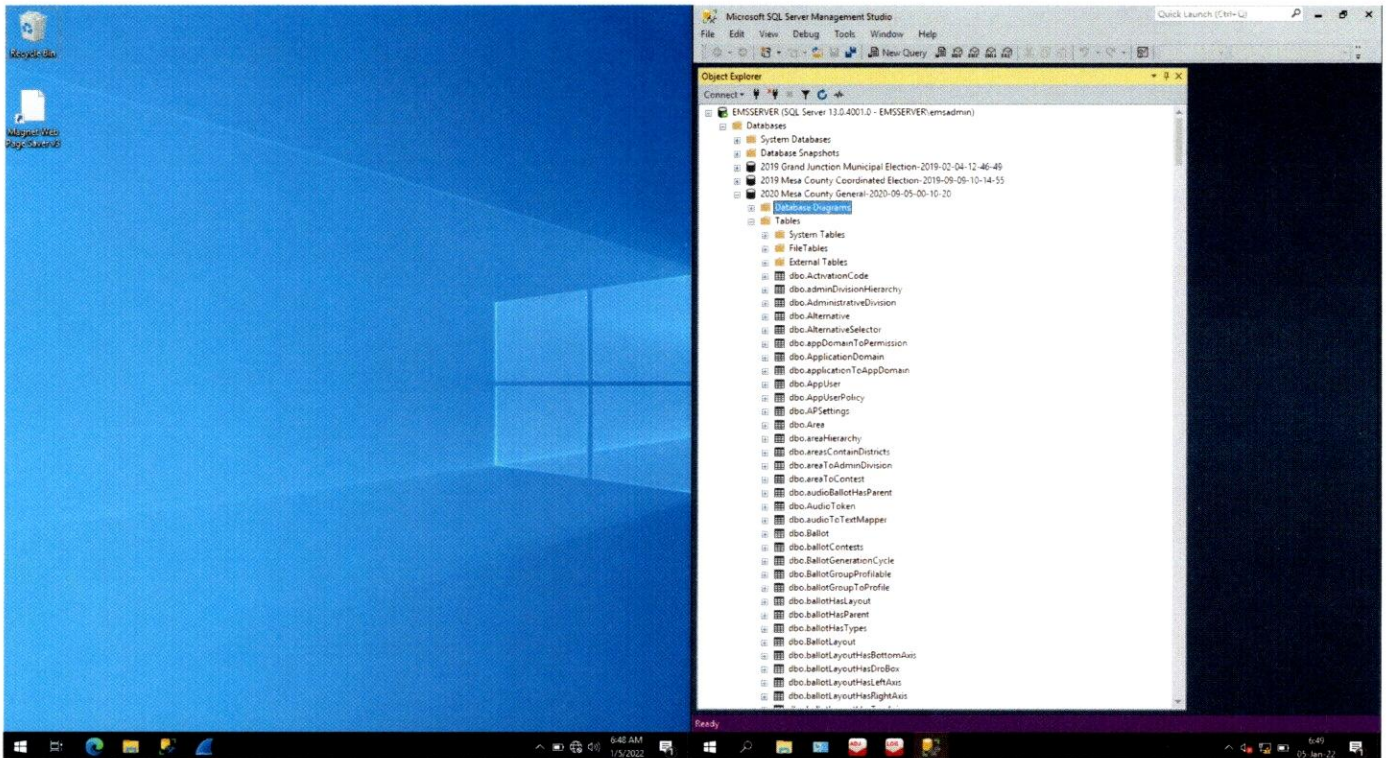 Recycle Bin
Magnet Web
Page Saver V3
6:48 AM
1/5/2022
Microsoft SQL Server Management Studio
Quick Launch (Ctrl+Q)
File Edit View Debug Tools Window Help
New Query
Object Explorer
Connect
EMSSERVER (SQL Server 13.0.4001.0 - EMSSERVER\emsadmin)
Databases
System Databases
Database Snapshots
2019 Grand Junction Municipal Election-2019-02-04-12-46-49
2019 Mesa County Coordinated Election-2019-09-09-10-14-55
2020 Mesa County General-2020-09-05-00-10-20
Database Diagrams
Tables
System Tables
FileTables
External Tables
dbo.ActivationCode
dbo.adminDivisionHierarchy
dbo.AdministrativeDivision
dbo.Alternative
dbo.AlternativeSelector
dbo.appDomainToPermission
dbo.ApplicationDomain
dbo.applicationToAppDomain
dbo.AppUser
dbo.AppUserPolicy
dbo.APSettings
dbo.Area
dbo.areaHierarchy
dbo.areasContainDistricts
dbo.areaToAdminDivision
dbo.areaToContest
dbo.audioBallotHasParent
dbo.AudioToken
dbo.audioToTextMapper
dbo.Ballot
dbo.ballotContests
dbo.BallotGenerationCycle
dbo.BallotGroupProfilable
dbo.ballotGroupToProfile
dbo.ballotHasLayout
dbo.ballotHasParent
dbo.ballotHasTypes
dbo.BallotLayout
dbo.ballotLayoutHasBottomAxis
dbo.ballotLayoutHasDroBox
dbo.ballotLayoutHasLeftAxis
dbo.ballotLayoutHasRightAxis
Ready
ADJ
LOG
6:49
05-Jan-22